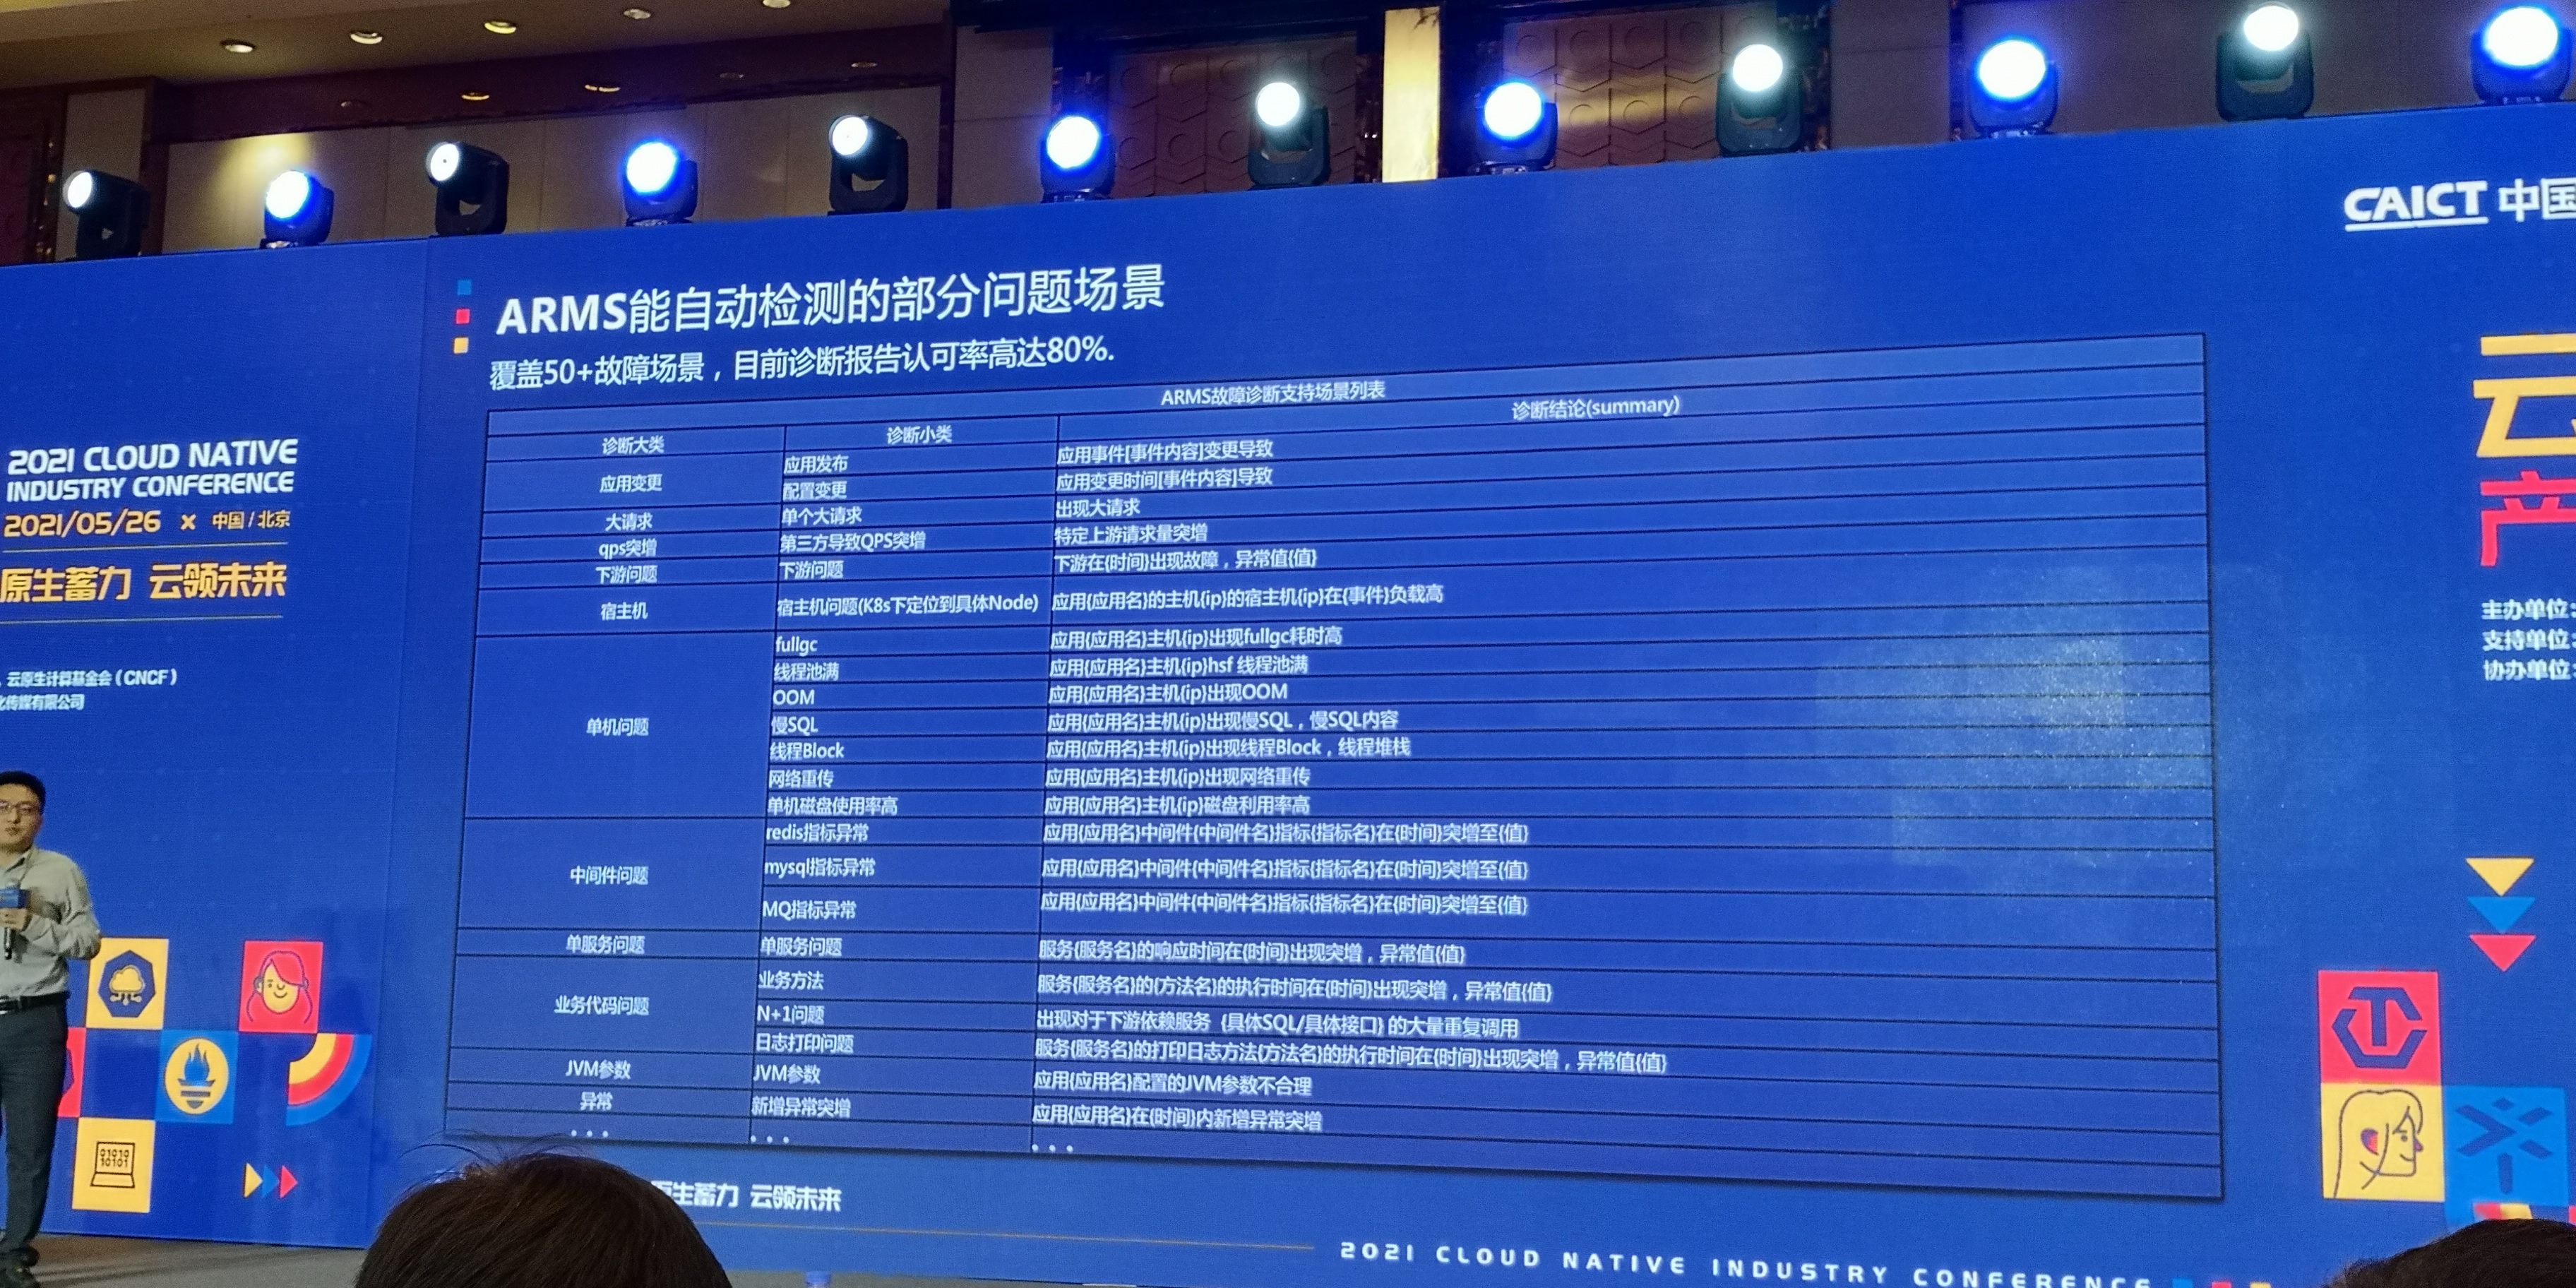 CAICT 中国
ARMS能自动检测的部分问题场景
覆盖50+故障场景，目前诊断报告认可率高达80%.
ARMS故障诊断支持场景列表
诊断大类 诊断小类 诊断结论(summary)
应用变更 应用发布 应用事件[事件内容]变更导致
配置变更 应用变更时间[事件内容]导致
大请求 单个大请求 出现大请求
qps突增 第三方导致QPS突增 特定上游请求量突增
下游问题 下游问题 下游在{时间}出现故障，异常值{值}
宿主机 宿主机问题(K8s下定位到具体Node) 应用{应用名}的主机{ip}的宿主机{ip}在{事件}负载高
单机问题 fullgc 应用{应用名}主机{ip}出现fullgc耗时高
线程池满 应用{应用名}主机{ip}hsf 线程池满
OOM 应用{应用名}主机{ip}出现OOM
慢SQL 应用{应用名}主机{ip}出现慢SQL，慢SQL内容
线程Block 应用{应用名}主机{ip}出现线程Block，线程堆栈
网络重传 应用{应用名}主机{ip}出现网络重传
单机磁盘使用率高 应用{应用名}主机{ip}磁盘利用率高
中间件问题 redis指标异常 应用{应用名}中间件{中间件名}指标{指标名}在{时间}突增至{值}
mysql指标异常 应用{应用名}中间件{中间件名}指标{指标名}在{时间}突增至{值}
MQ指标异常 应用{应用名}中间件{中间件名}指标{指标名}在{时间}突增至{值}
单服务问题 单服务问题 服务{服务名}的响应时间在{时间}出现突增，异常值{值}
业务代码问题 业务方法 服务{服务名}的{方法名}的执行时间在{时间}出现突增，异常值{值}
N+1问题 出现对于下游依赖服务 {具体SQL/具体接口} 的大量重复调用
日志打印问题 服务{服务名}的打印日志方法{方法名}的执行时间在{时间}出现突增，异常值{值}
JVM参数 JVM参数 应用{应用名}配置的JVM参数不合理
异常 新增异常突增 应用{应用名}在{时间}内新增异常突增
... ... ...
2021 CLOUD NATIVE
INDUSTRY CONFERENCE
2021/05/26 × 中国/北京
原生蓄力 云领未来
云原生计算基金会 (CNCF)
化传媒有限公司
01010
10101
云
产
主办单位：
支持单位：
协办单位：
原生蓄力 云领未来
2021 CLOUD NATIVE INDUSTRY CONFERENCE